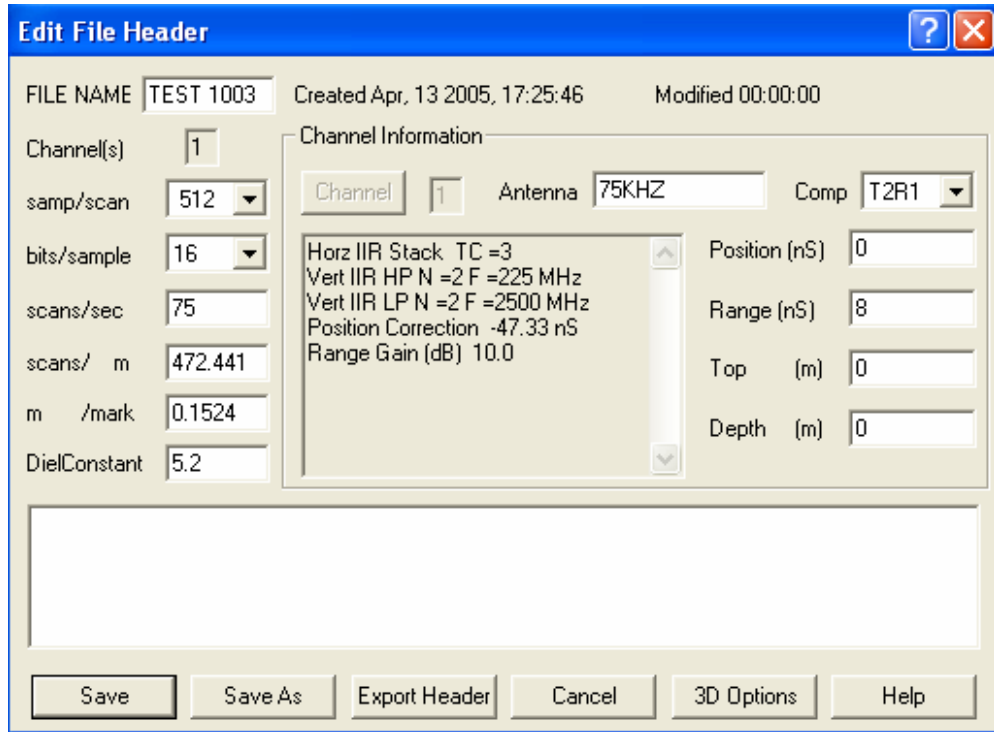 Edit File Header
FILE NAME TEST 1003 Created Apr, 13 2005, 17:25:46 Modified 00:00:00
Channel(s) 1
samp/scan 512
bits/sample 16
scans/sec 75
scans/ m 472.441
m /mark 0.1524
DielConstant 5.2
Channel Information
Channel 1 Antenna 75KHZ Comp T2R1
Horz IIR Stack TC =3
Vert IIR HP N =2 F =225 MHz
Vert IIR LP N =2 F =2500 MHz
Position Correction -47.33 nS
Range Gain (dB) 10.0
Position (nS) 0
Range (nS) 8
Top (m) 0
Depth (m) 0
Save Save As Export Header Cancel 3D Options Help